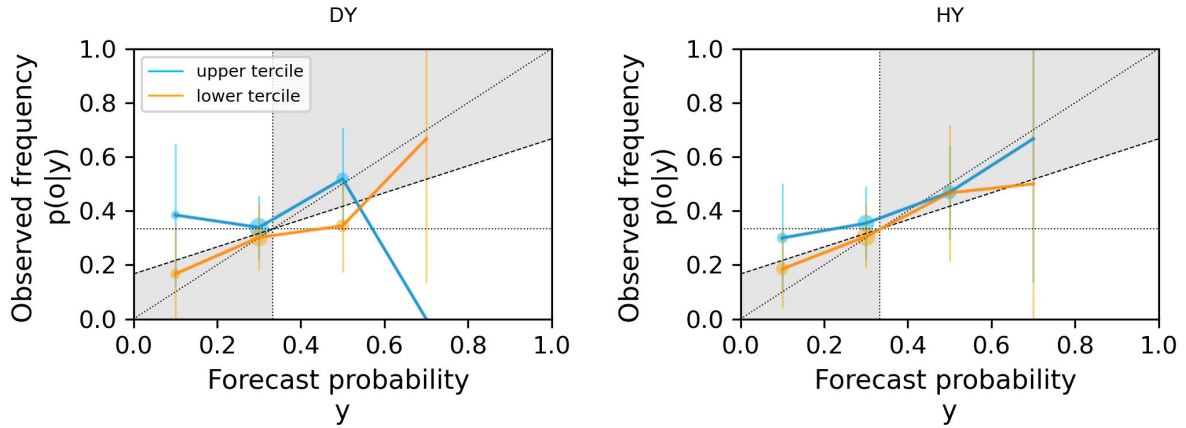 DY
Observed frequency
p(o|y)
1.0
0.8
0.6
0.4
0.2
0.0
upper tercile
lower tercile
0.0 0.2 0.4 0.6 0.8 1.0
Forecast probability
y
HY
Observed frequency
p(o|y)
1.0
0.8
0.6
0.4
0.2
0.0
0.0 0.2 0.4 0.6 0.8 1.0
Forecast probability
y